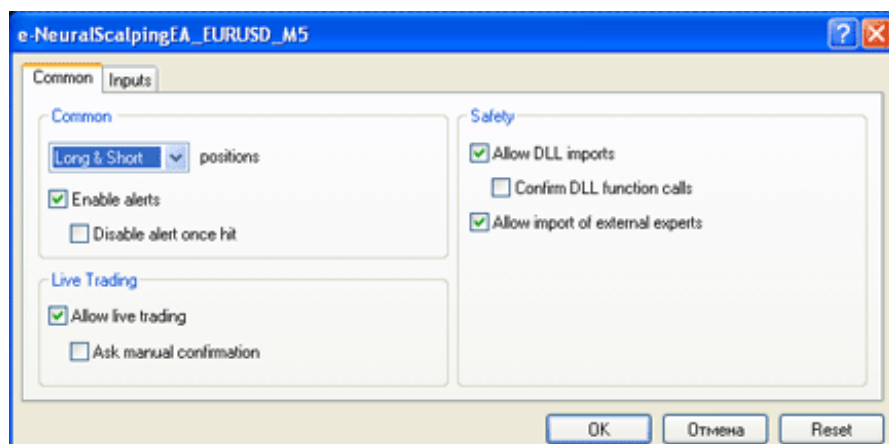 e-NeuralScalpingEA_EURUSD_M5
Common Inputs
Common
Long & Short positions
Enable alerts
Disable alert once hit
Live Trading
Allow live trading
Ask manual confirmation
Safety
Allow DLL imports
Confirm DLL function calls
Allow import of external experts
OK Отмена Reset